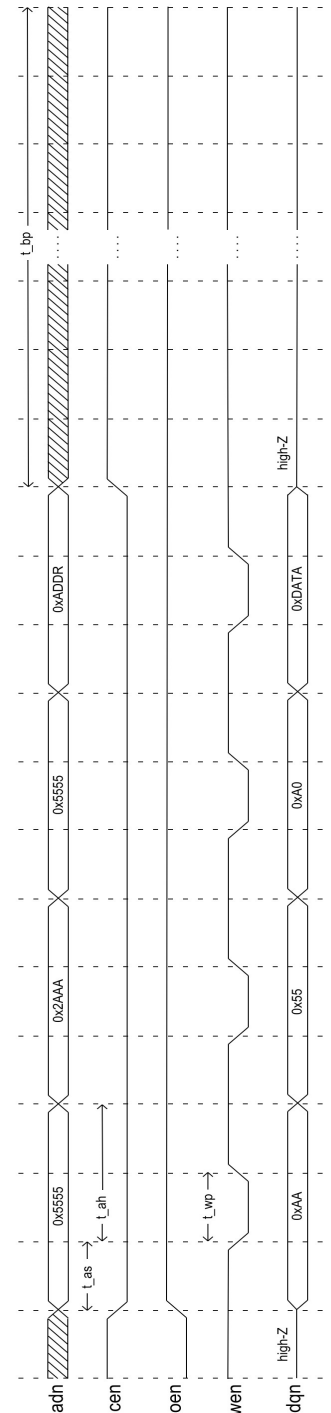 t_bp
adn
0x5555
0x2AAA
0x5555
0xADDR
....
t_as
t_ah
cen
....
oen
....
t_wp
wen
....
dqn
high-Z
0xAA
0x55
0xA0
0xDATA
high-Z
....